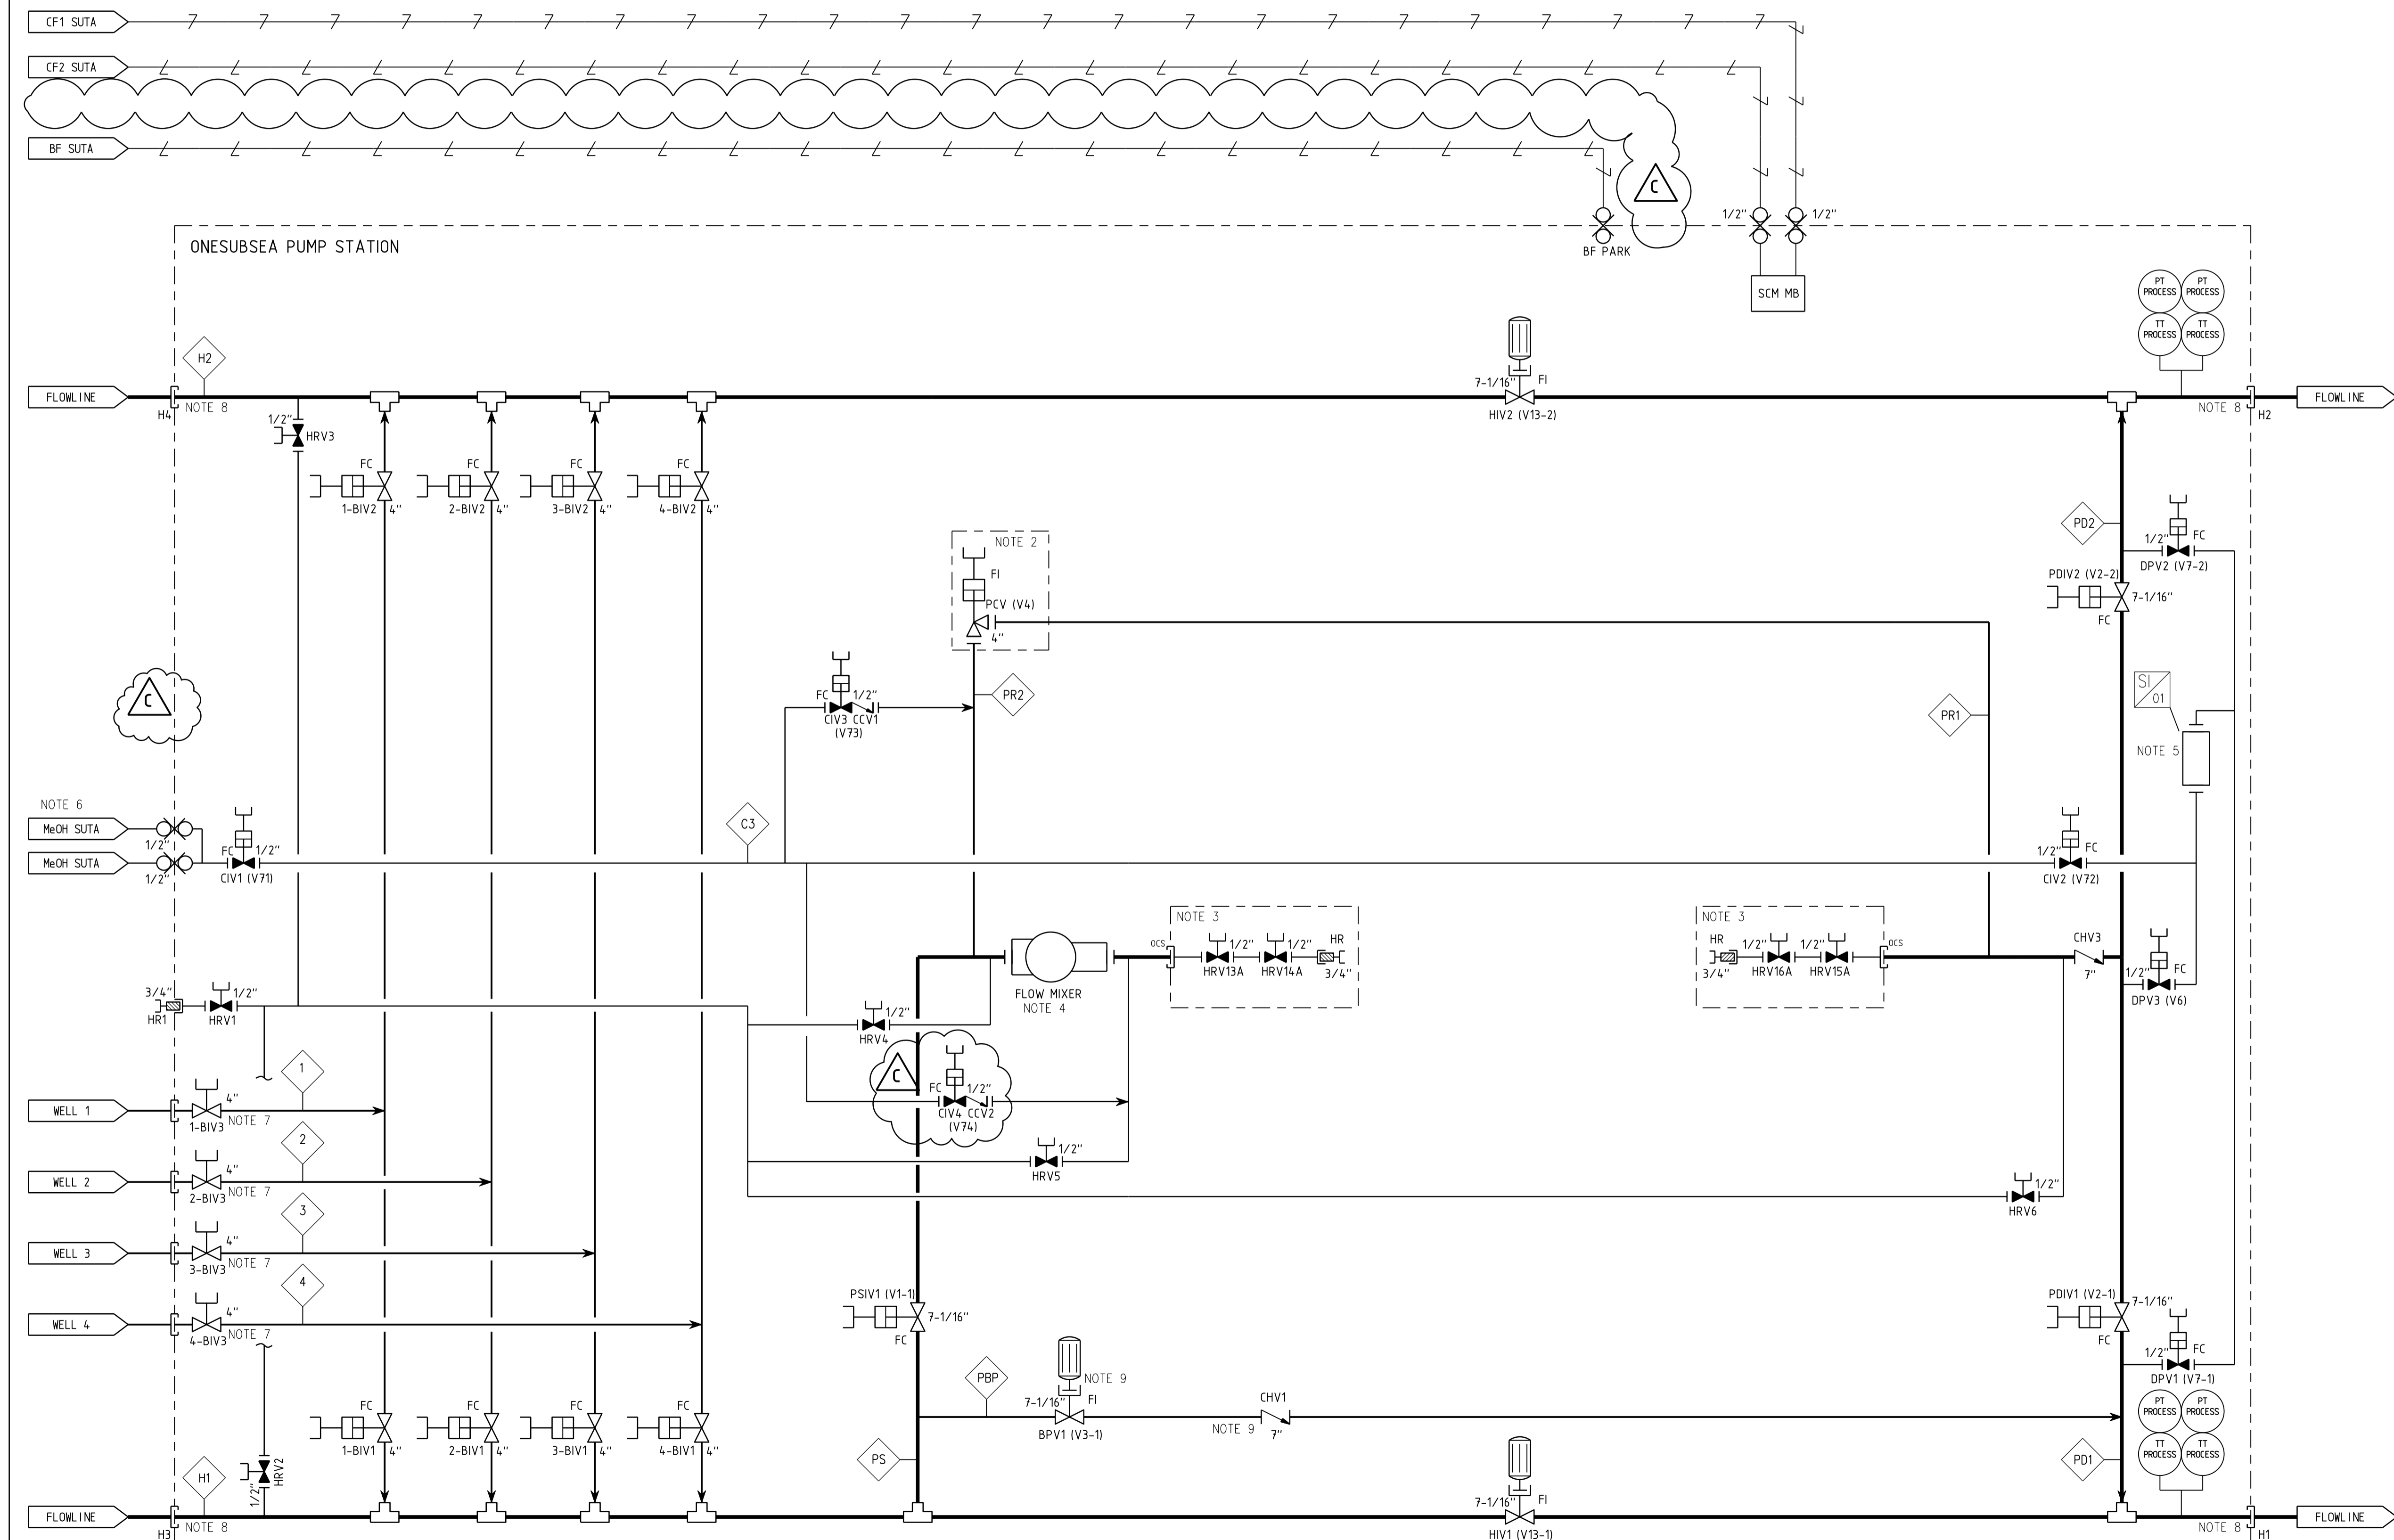 CF1 SUTA
CF2 SUTA
BF SUTA
C
1/2"
1/2"
BF PARK
ONESUBSEA PUMP STATION
SCM MB
PT PROCESS
PT PROCESS
TT PROCESS
TT PROCESS
H2
7-1/16"
FI
FLOWLINE
H4
NOTE 8
HIV2 (V13-2)
NOTE 8
H2
FLOWLINE
1/2"
HRV3
FC
FC
FC
FC
1-BIV2
4"
2-BIV2
4"
3-BIV2
4"
4-BIV2
4"
NOTE 2
FI
PCV (V4)
4"
PD2
1/2"
FC
DPV2 (V7-2)
PDIV2 (V2-2)
7-1/16"
FC
C
FC
1/2"
CIV3
CCV1
(V73)
PR2
PR1
SI
01
NOTE 5
NOTE 6
MeOH SUTA
1/2"
MeOH SUTA
1/2"
FC
1/2"
CIV1 (V71)
C3
1/2"
FC
CIV2 (V72)
NOTE 3
OCS
1/2"
1/2"
HR
HRV13A
HRV14A
3/4"
NOTE 3
HR
1/2"
1/2"
OCS
3/4"
HRV16A
HRV15A
CHV3
7"
1/2"
FC
DPV3 (V6)
FLOW MIXER
NOTE 4
3/4"
1/2"
HR1
HRV1
1/2"
HRV4
C
FC
1/2"
CIV4
CCV2
(V74)
1
WELL 1
4"
1-BIV3
NOTE 7
2
WELL 2
4"
2-BIV3
NOTE 7
1/2"
HRV5
1/2"
HRV6
3
WELL 3
4"
3-BIV3
NOTE 7
4
WELL 4
4"
4-BIV3
NOTE 7
PSIV1 (V1-1)
7-1/16"
FC
PDIV1 (V2-1)
7-1/16"
FC
1/2"
FC
DPV1 (V7-1)
PBP
NOTE 9
7-1/16"
FI
BPV1 (V3-1)
CHV1
NOTE 9
7"
FC
FC
FC
FC
1-BIV1
4"
2-BIV1
4"
3-BIV1
4"
4-BIV1
4"
PT PROCESS
PT PROCESS
TT PROCESS
TT PROCESS
H1
HRV2
1/2"
PS
PD1
7-1/16"
FI
FLOWLINE
H3
NOTE 8
HIV1 (V13-1)
NOTE 8
H1
FLOWLINE